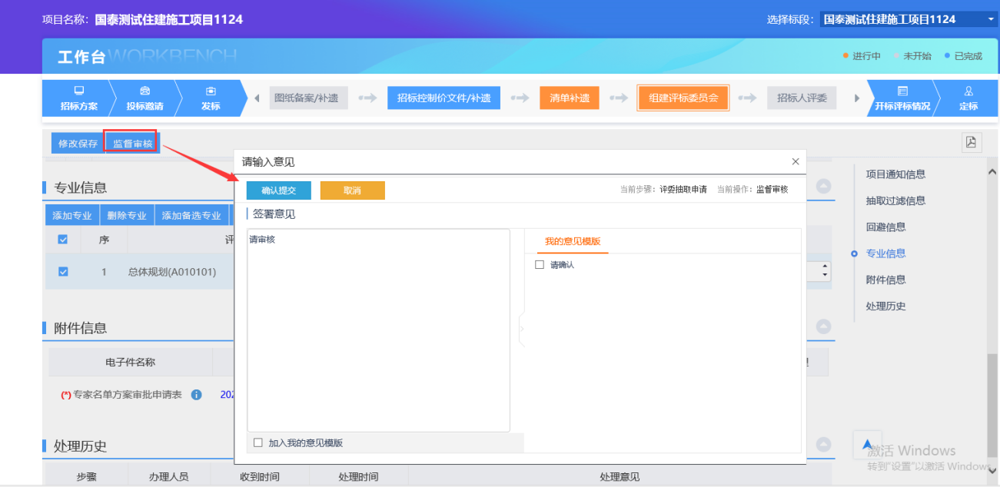 项目名称: 国泰测试住建施工项目1124
选择标段: 国泰测试住建施工项目1124
工作台WORKBENCH
进行中 未开始 已完成
招标方案 投标邀请 发标 图纸备案/补遗 招标控制价文件/补遗 清单补遗 组建评标委员会 招标人评委 开标评标情况 定标
修改保存 监督审核
请输入意见
确认提交 取消 当前步骤: 评委抽取申请 当前操作: 监督审核
签署意见
请审核
我的意见模版
请确认
加入我的意见模版
专业信息
添加专业 删除专业 添加备选专业
序 评
1 总体规划(A010101)
附件信息
电子件名称
(*)专家名单方案审批申请表 202
处理历史
步骤 办理人员 收到时间 处理时间 处理意见
项目通知信息
抽取过滤信息
回避信息
专业信息
附件信息
处理历史
激活 Windows
转到"设置"以激活 Windows